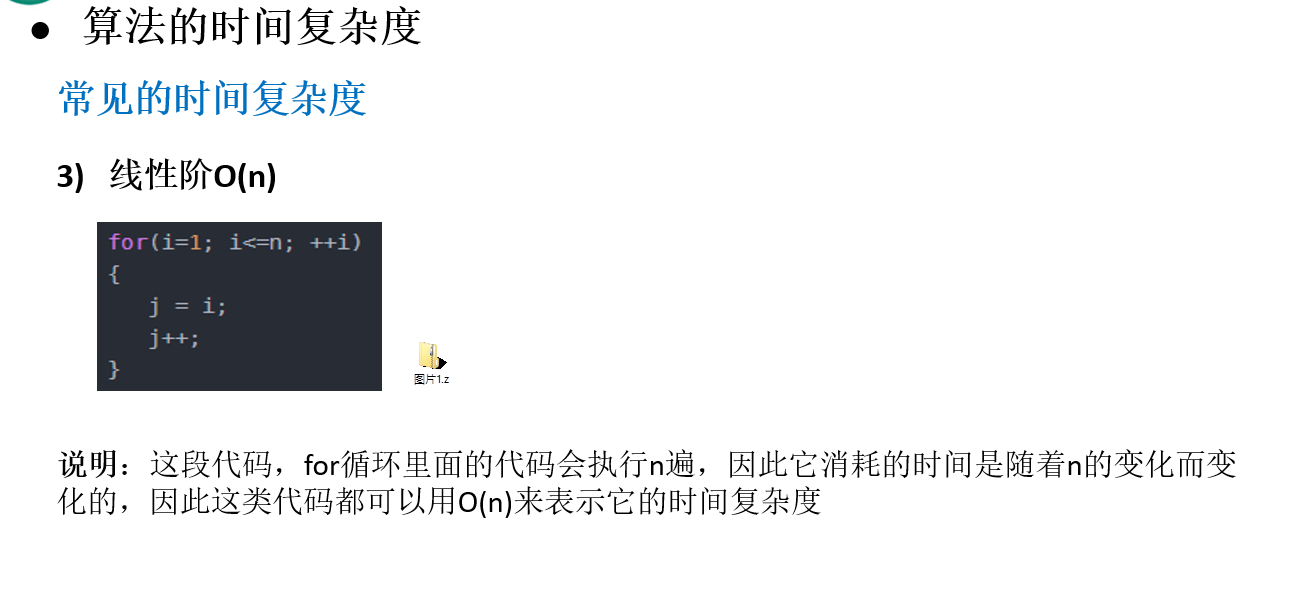 ● 算法的时间复杂度
常见的时间复杂度
3) 线性阶O(n)
for(i=1; i<=n; ++i)
{
j = i;
j++;
}
图片1.z
说明：这段代码，for循环里面的代码会执行n遍，因此它消耗的时间是随着n的变化而变
化的，因此这类代码都可以用O(n)来表示它的时间复杂度